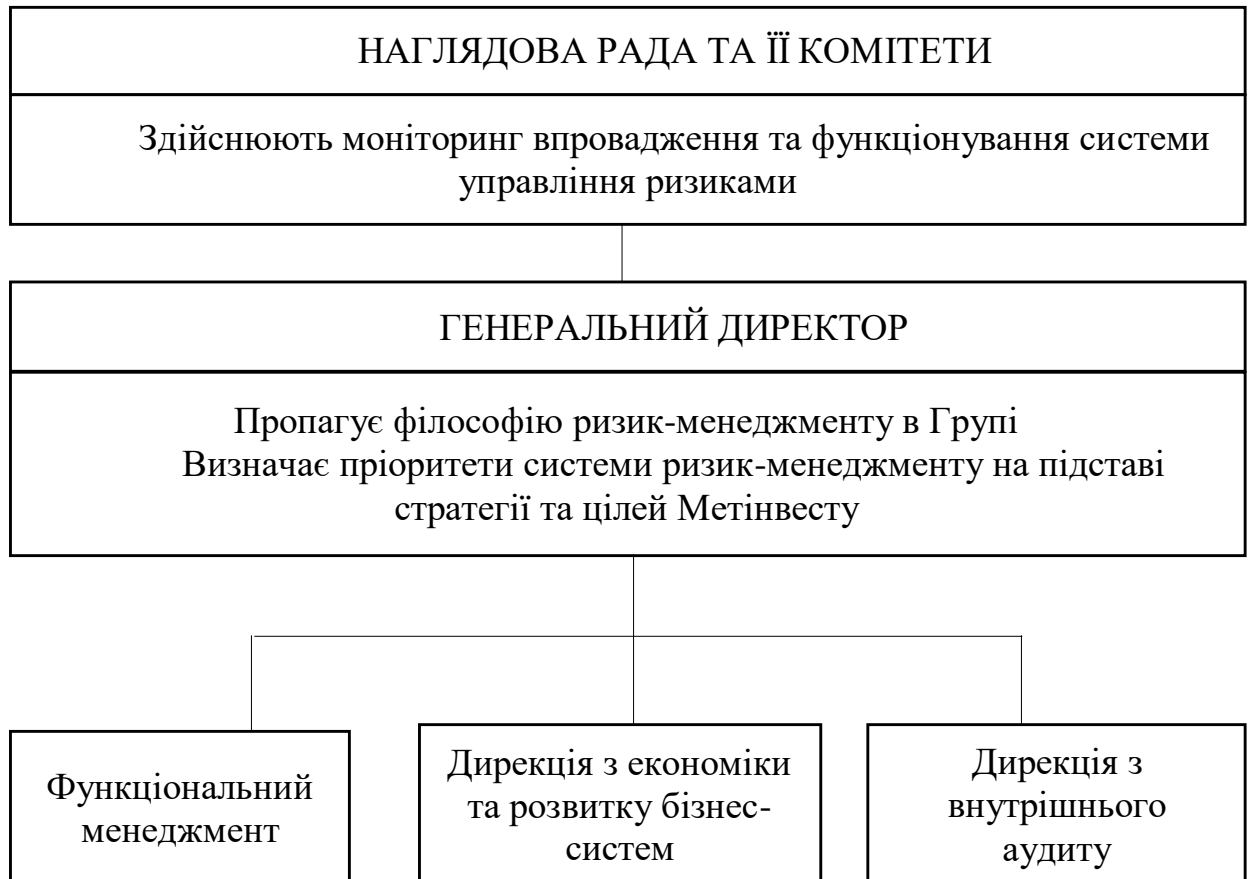 НАГЛЯДОВА РАДА ТА ЇЇ КОМІТЕТИ
Здійснюють моніторинг впровадження та функціонування системи
управління ризиками
ГЕНЕРАЛЬНИЙ ДИРЕКТОР
Пропагує філософію ризик-менеджменту в Групі
Визначає пріоритети системи ризик-менеджменту на підставі
стратегії та цілей Метінвесту
Функціональний
менеджмент
Дирекція з економіки
та розвитку бізнес-
систем
Дирекція з
внутрішнього
аудиту